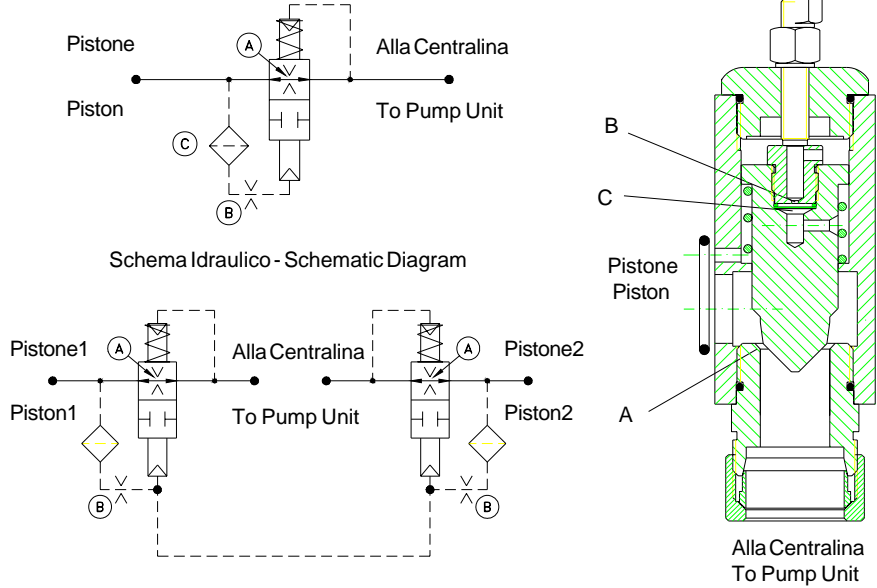 Pistone
A
Alla Centralina
Piston
To Pump Unit
C
B
Schema Idraulico - Schematic Diagram
Pistone1
A
Alla Centralina
A
Pistone2
Piston1
To Pump Unit
Piston2
B
B
B
C
Pistone
Piston
A
Alla Centralina
To Pump Unit